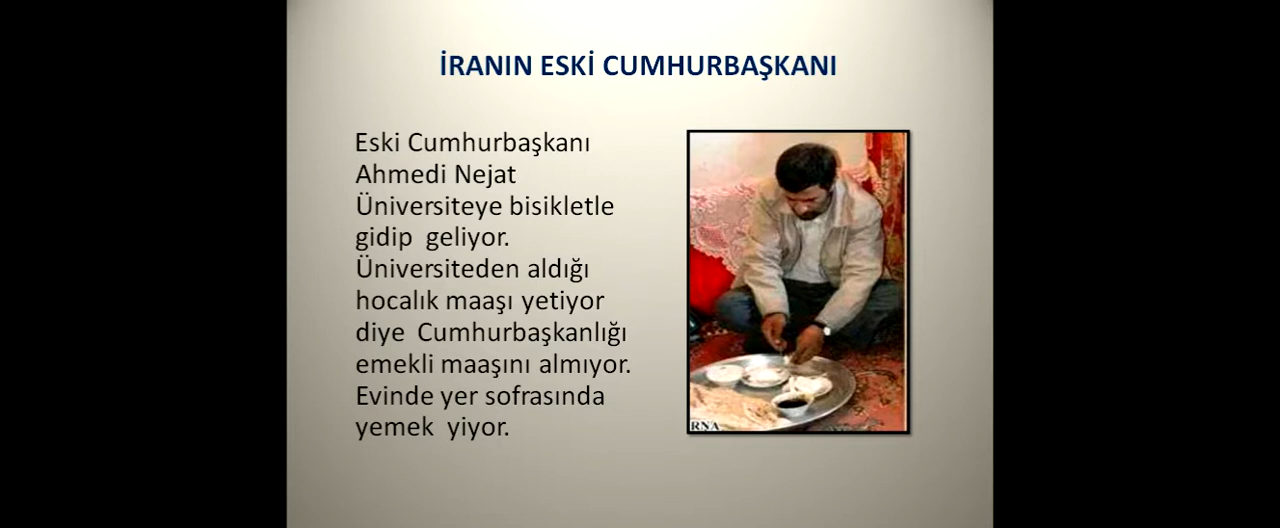 İRANIN ESKİ CUMHURBAŞKANI
Eski Cumhurbaşkanı
Ahmedi Nejat
Üniversiteye bisikletle
gidip geliyor.
Üniversiteden aldığı
hocalık maaşı yetiyor
diye Cumhurbaşkanlığı
emekli maaşını almıyor.
Evinde yer sofrasında
yemek yiyor.
RNA